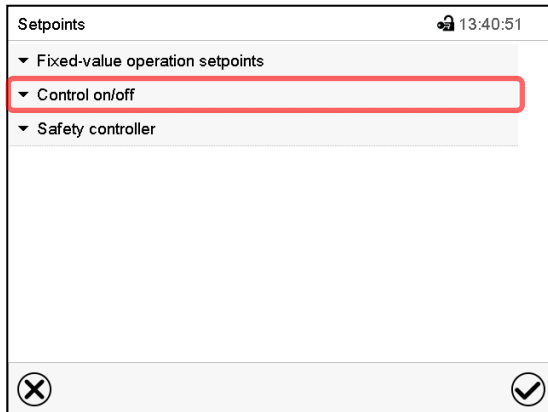 Setpoints 13:40:51
Fixed-value operation setpoints
Control on/off
Safety controller